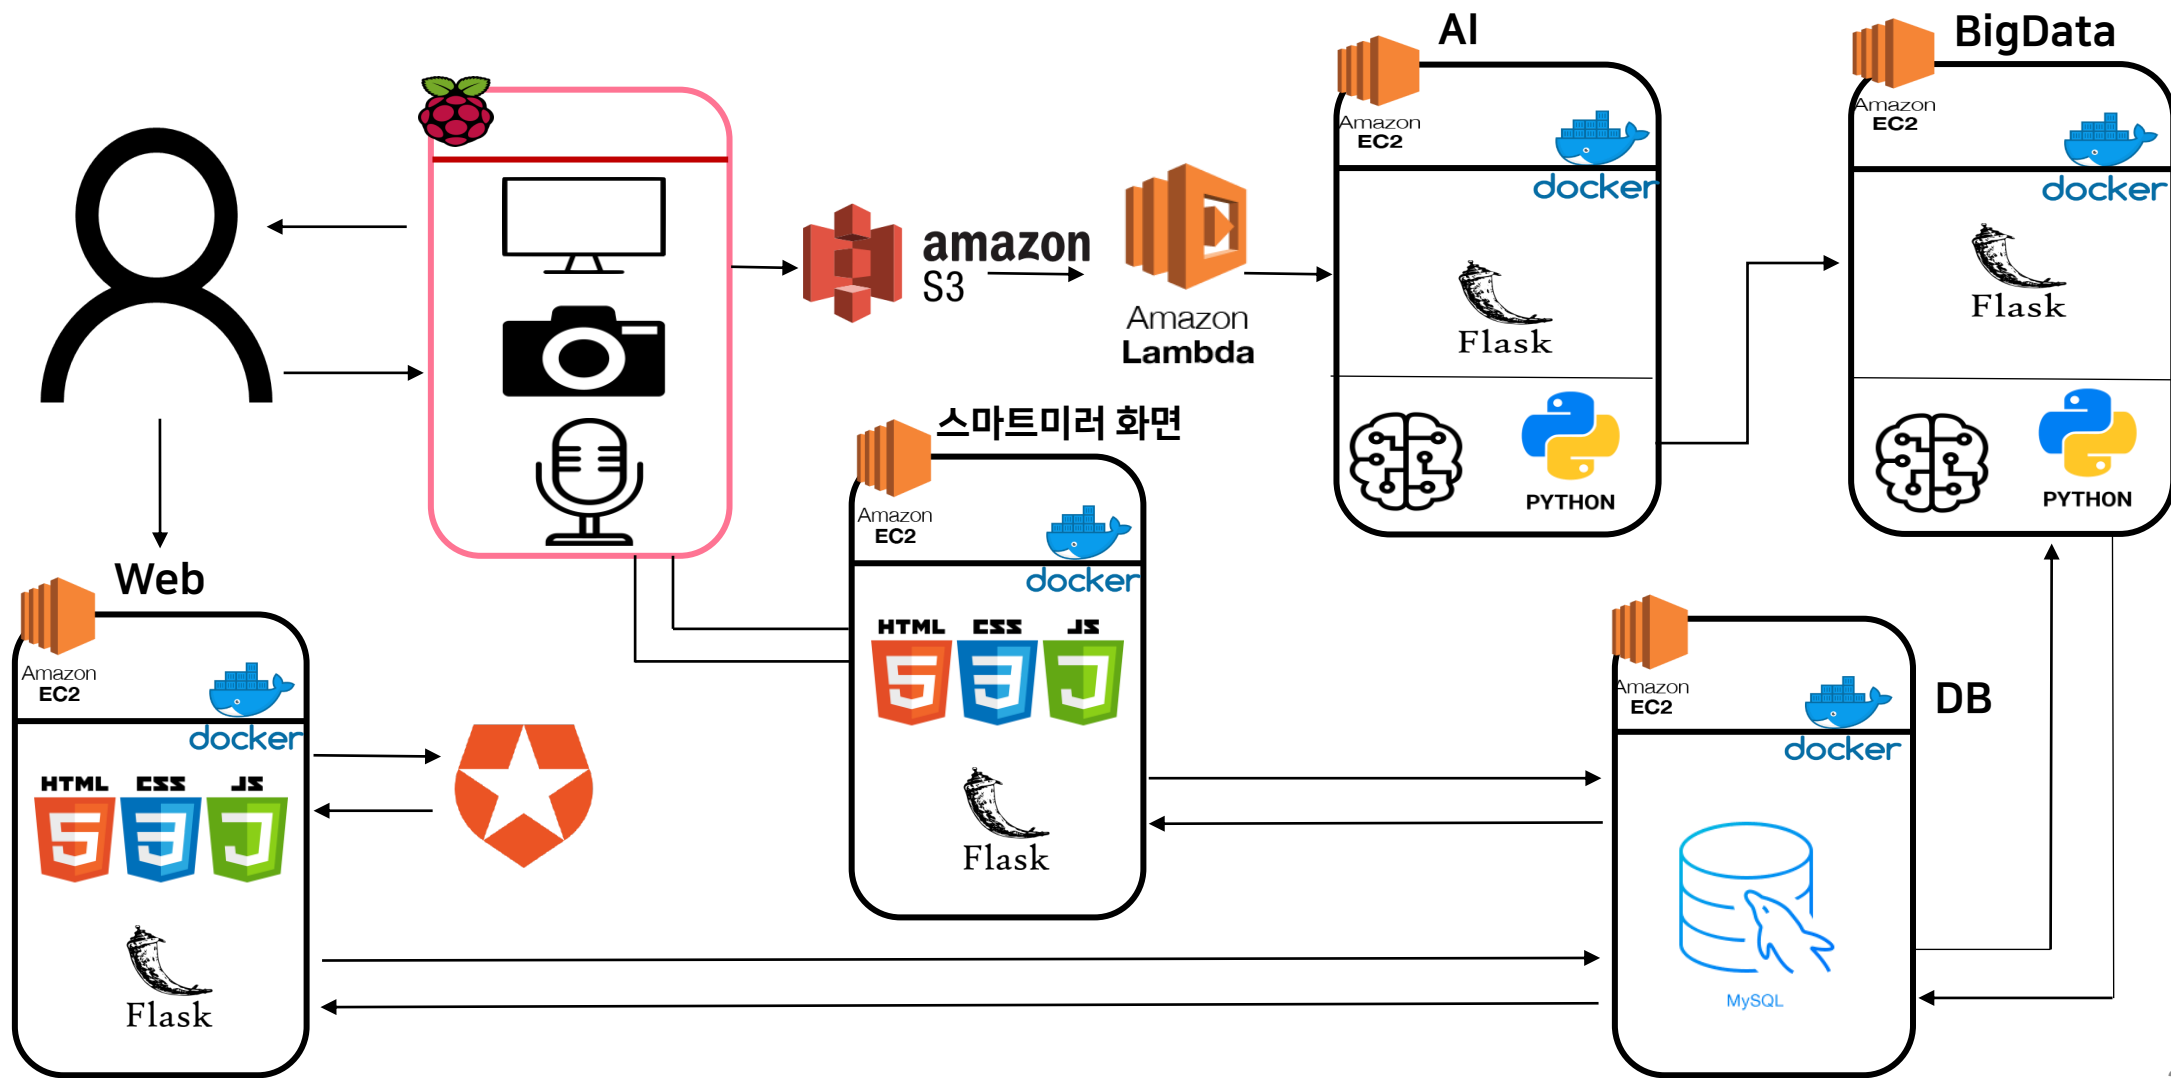 AI
BigData
Amazon
EC2
docker
Flask
PYTHON
Amazon
EC2
docker
Flask
PYTHON
amazon
S3
Amazon
Lambda
스마트미러 화면
Amazon
EC2
docker
HTML CSS JS
Flask
Web
Amazon
EC2
docker
HTML CSS JS
Flask
DB
Amazon
EC2
docker
MySQL